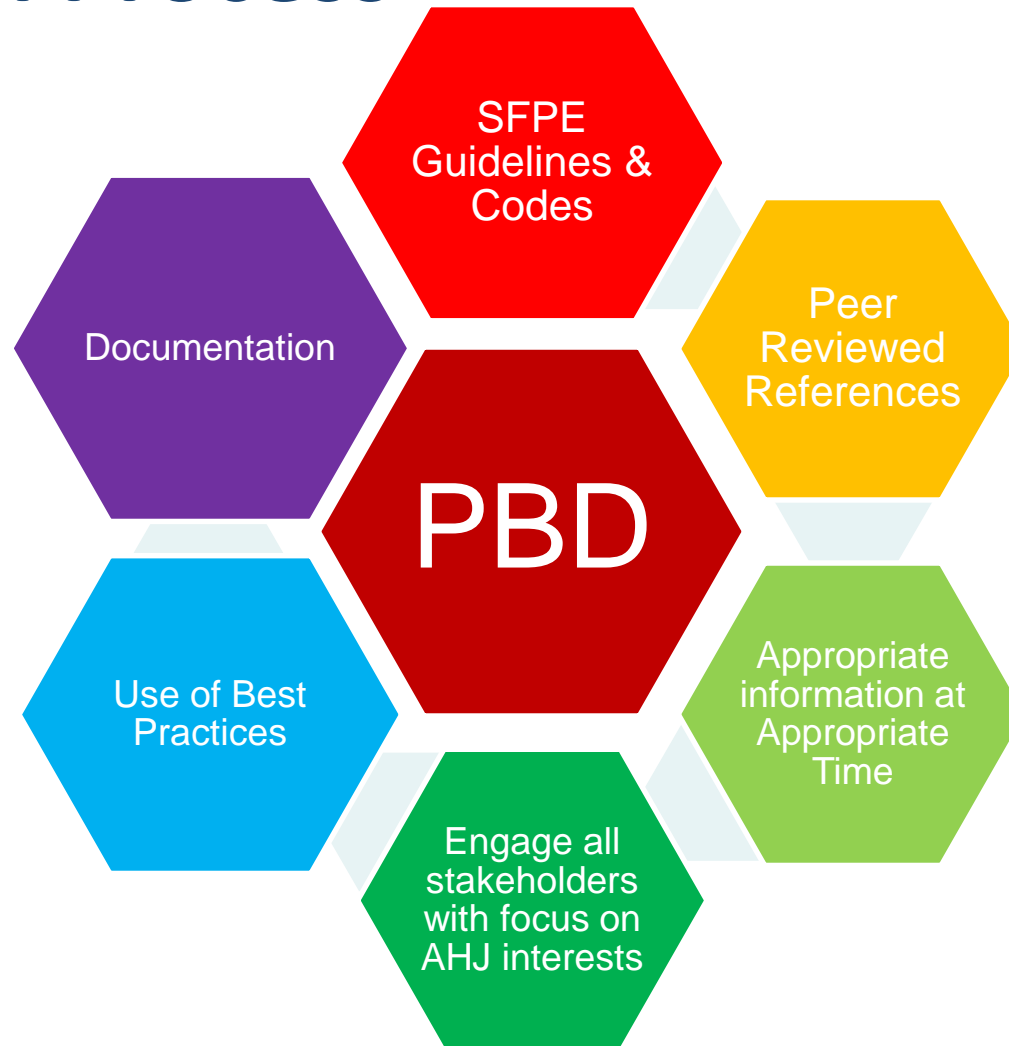 SFPE
Guidelines &
Codes
Peer
Reviewed
References
Documentation
PBD
Appropriate
information at
Appropriate
Time
Use of Best
Practices
Engage all
stakeholders
with focus on
AHJ interests